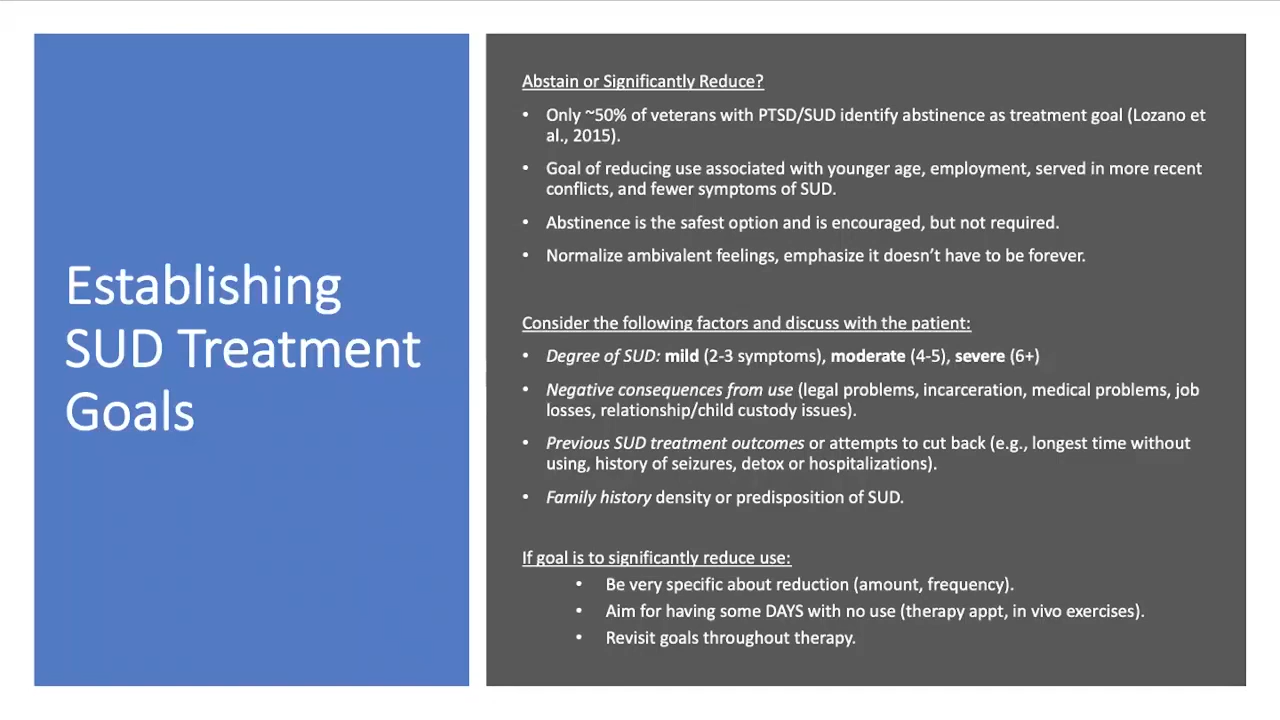 Establishing
SUD Treatment
Goals
Abstain or Significantly Reduce?
• Only ~50% of veterans with PTSD/SUD identify abstinence as treatment goal (Lozano et
al., 2015).
• Goal of reducing use associated with younger age, employment, served in more recent
conflicts, and fewer symptoms of SUD.
• Abstinence is the safest option and is encouraged, but not required.
• Normalize ambivalent feelings, emphasize it doesn’t have to be forever.
Consider the following factors and discuss with the patient:
• Degree of SUD: mild (2-3 symptoms), moderate (4-5), severe (6+)
• Negative consequences from use (legal problems, incarceration, medical problems, job
losses, relationship/child custody issues).
• Previous SUD treatment outcomes or attempts to cut back (e.g., longest time without
using, history of seizures, detox or hospitalizations).
• Family history density or predisposition of SUD.
If goal is to significantly reduce use:
• Be very specific about reduction (amount, frequency).
• Aim for having some DAYS with no use (therapy appt, in vivo exercises).
• Revisit goals throughout therapy.